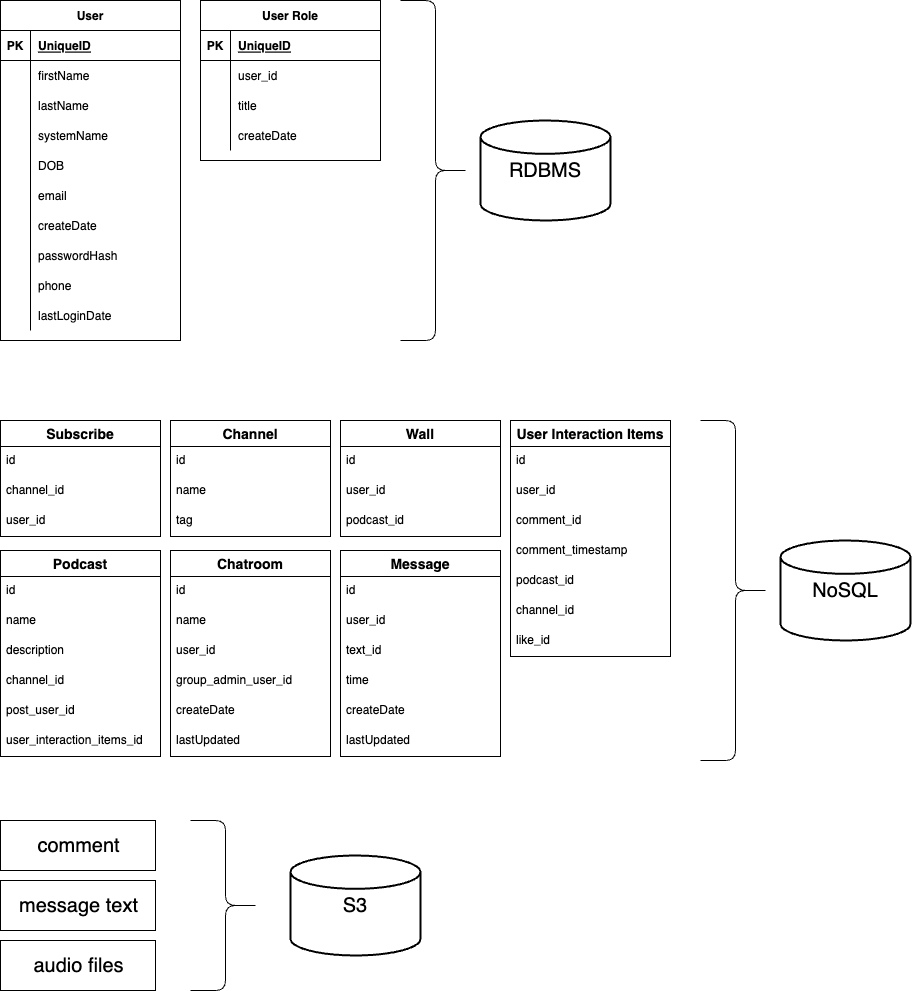 User
PK UniqueID
firstName
lastName
systemName
DOB
email
createDate
passwordHash
phone
lastLoginDate
User Role
PK UniqueID
user_id
title
createDate
RDBMS
Subscribe
id
channel_id
user_id
Channel
id
name
tag
Wall
id
user_id
podcast_id
User Interaction Items
id
user_id
comment_id
comment_timestamp
podcast_id
channel_id
like_id
Podcast
id
name
description
channel_id
post_user_id
user_interaction_items_id
Chatroom
id
name
user_id
group_admin_user_id
createDate
lastUpdated
Message
id
user_id
text_id
time
createDate
lastUpdated
NoSQL
comment
message text
audio files
S3